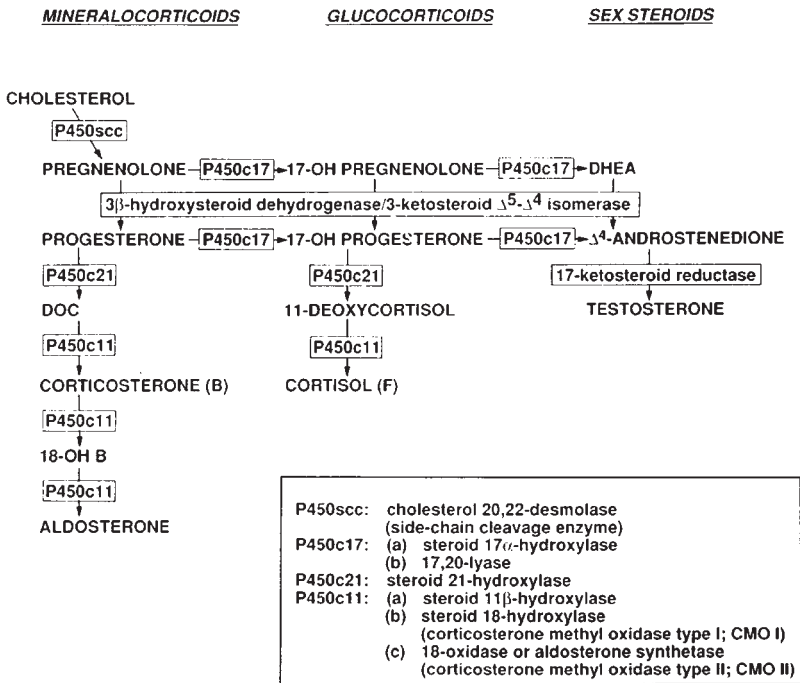 MINERALOCORTICOIDS GLUCOCORTICOIDS SEX STEROIDS
CHOLESTEROL
P450scc
PREGNENOLONE P450c17 17-OH PREGNENOLONE P450c17 DHEA
3β-hydroxysteroid dehydrogenase/3-ketosteroid Δ⁵-Δ⁴ isomerase
PROGESTERONE P450c17 17-OH PROGESTERONE P450c17 Δ⁴-ANDROSTENEDIONE
P450c21 P450c21 17-ketosteroid reductase
DOC 11-DEOXYCORTISOL TESTOSTERONE
P450c11 P450c11
CORTICOSTERONE (B) CORTISOL (F)
P450c11
18-OH B
P450c11
ALDOSTERONE
P450scc: cholesterol 20,22-desmolase
(side-chain cleavage enzyme)
P450c17: (a) steroid 17α-hydroxylase
(b) 17,20-lyase
P450c21: steroid 21-hydroxylase
P450c11: (a) steroid 11β-hydroxylase
(b) steroid 18-hydroxylase
(corticosterone methyl oxidase type I; CMO I)
(c) 18-oxidase or aldosterone synthetase
(corticosterone methyl oxidase type II; CMO II)